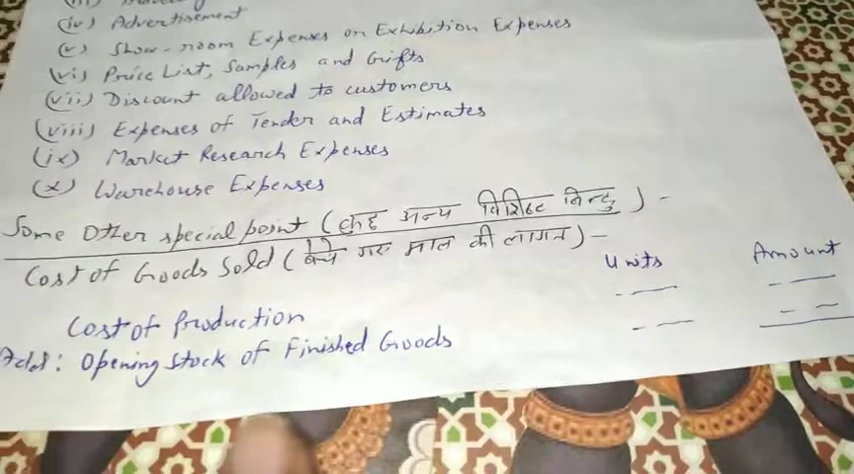 (iv) Advertisement
(v) Show-room Expenses on Exhibition Expenses
(vi) Price List, Samples and Gifts
(vii) Discount allowed to customers
(viii) Expenses of Tender and Estimates
(ix) Market Research Expenses
(x) Warehouse Expenses
Some Other special point (कुछ अन्य विशिष्ट बिन्दु) -
Cost of Goods Sold (बेचे गए माल की लागत) -
Units Amount
Cost of Production - — - —
Add: Opening Stock of Finished Goods - — - —